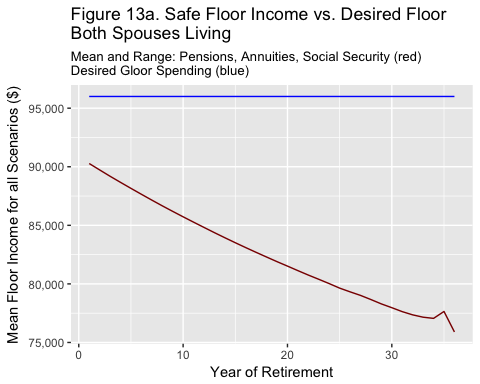 Figure 13a. Safe Floor Income vs. Desired Floor
Both Spouses Living
Mean and Range: Pensions, Annuities, Social Security (red)
Desired Gloor Spending (blue)
Mean Floor Income for all Scenarios ($)
95,000
90,000
85,000
80,000
75,000
0
10
20
30
Year of Retirement